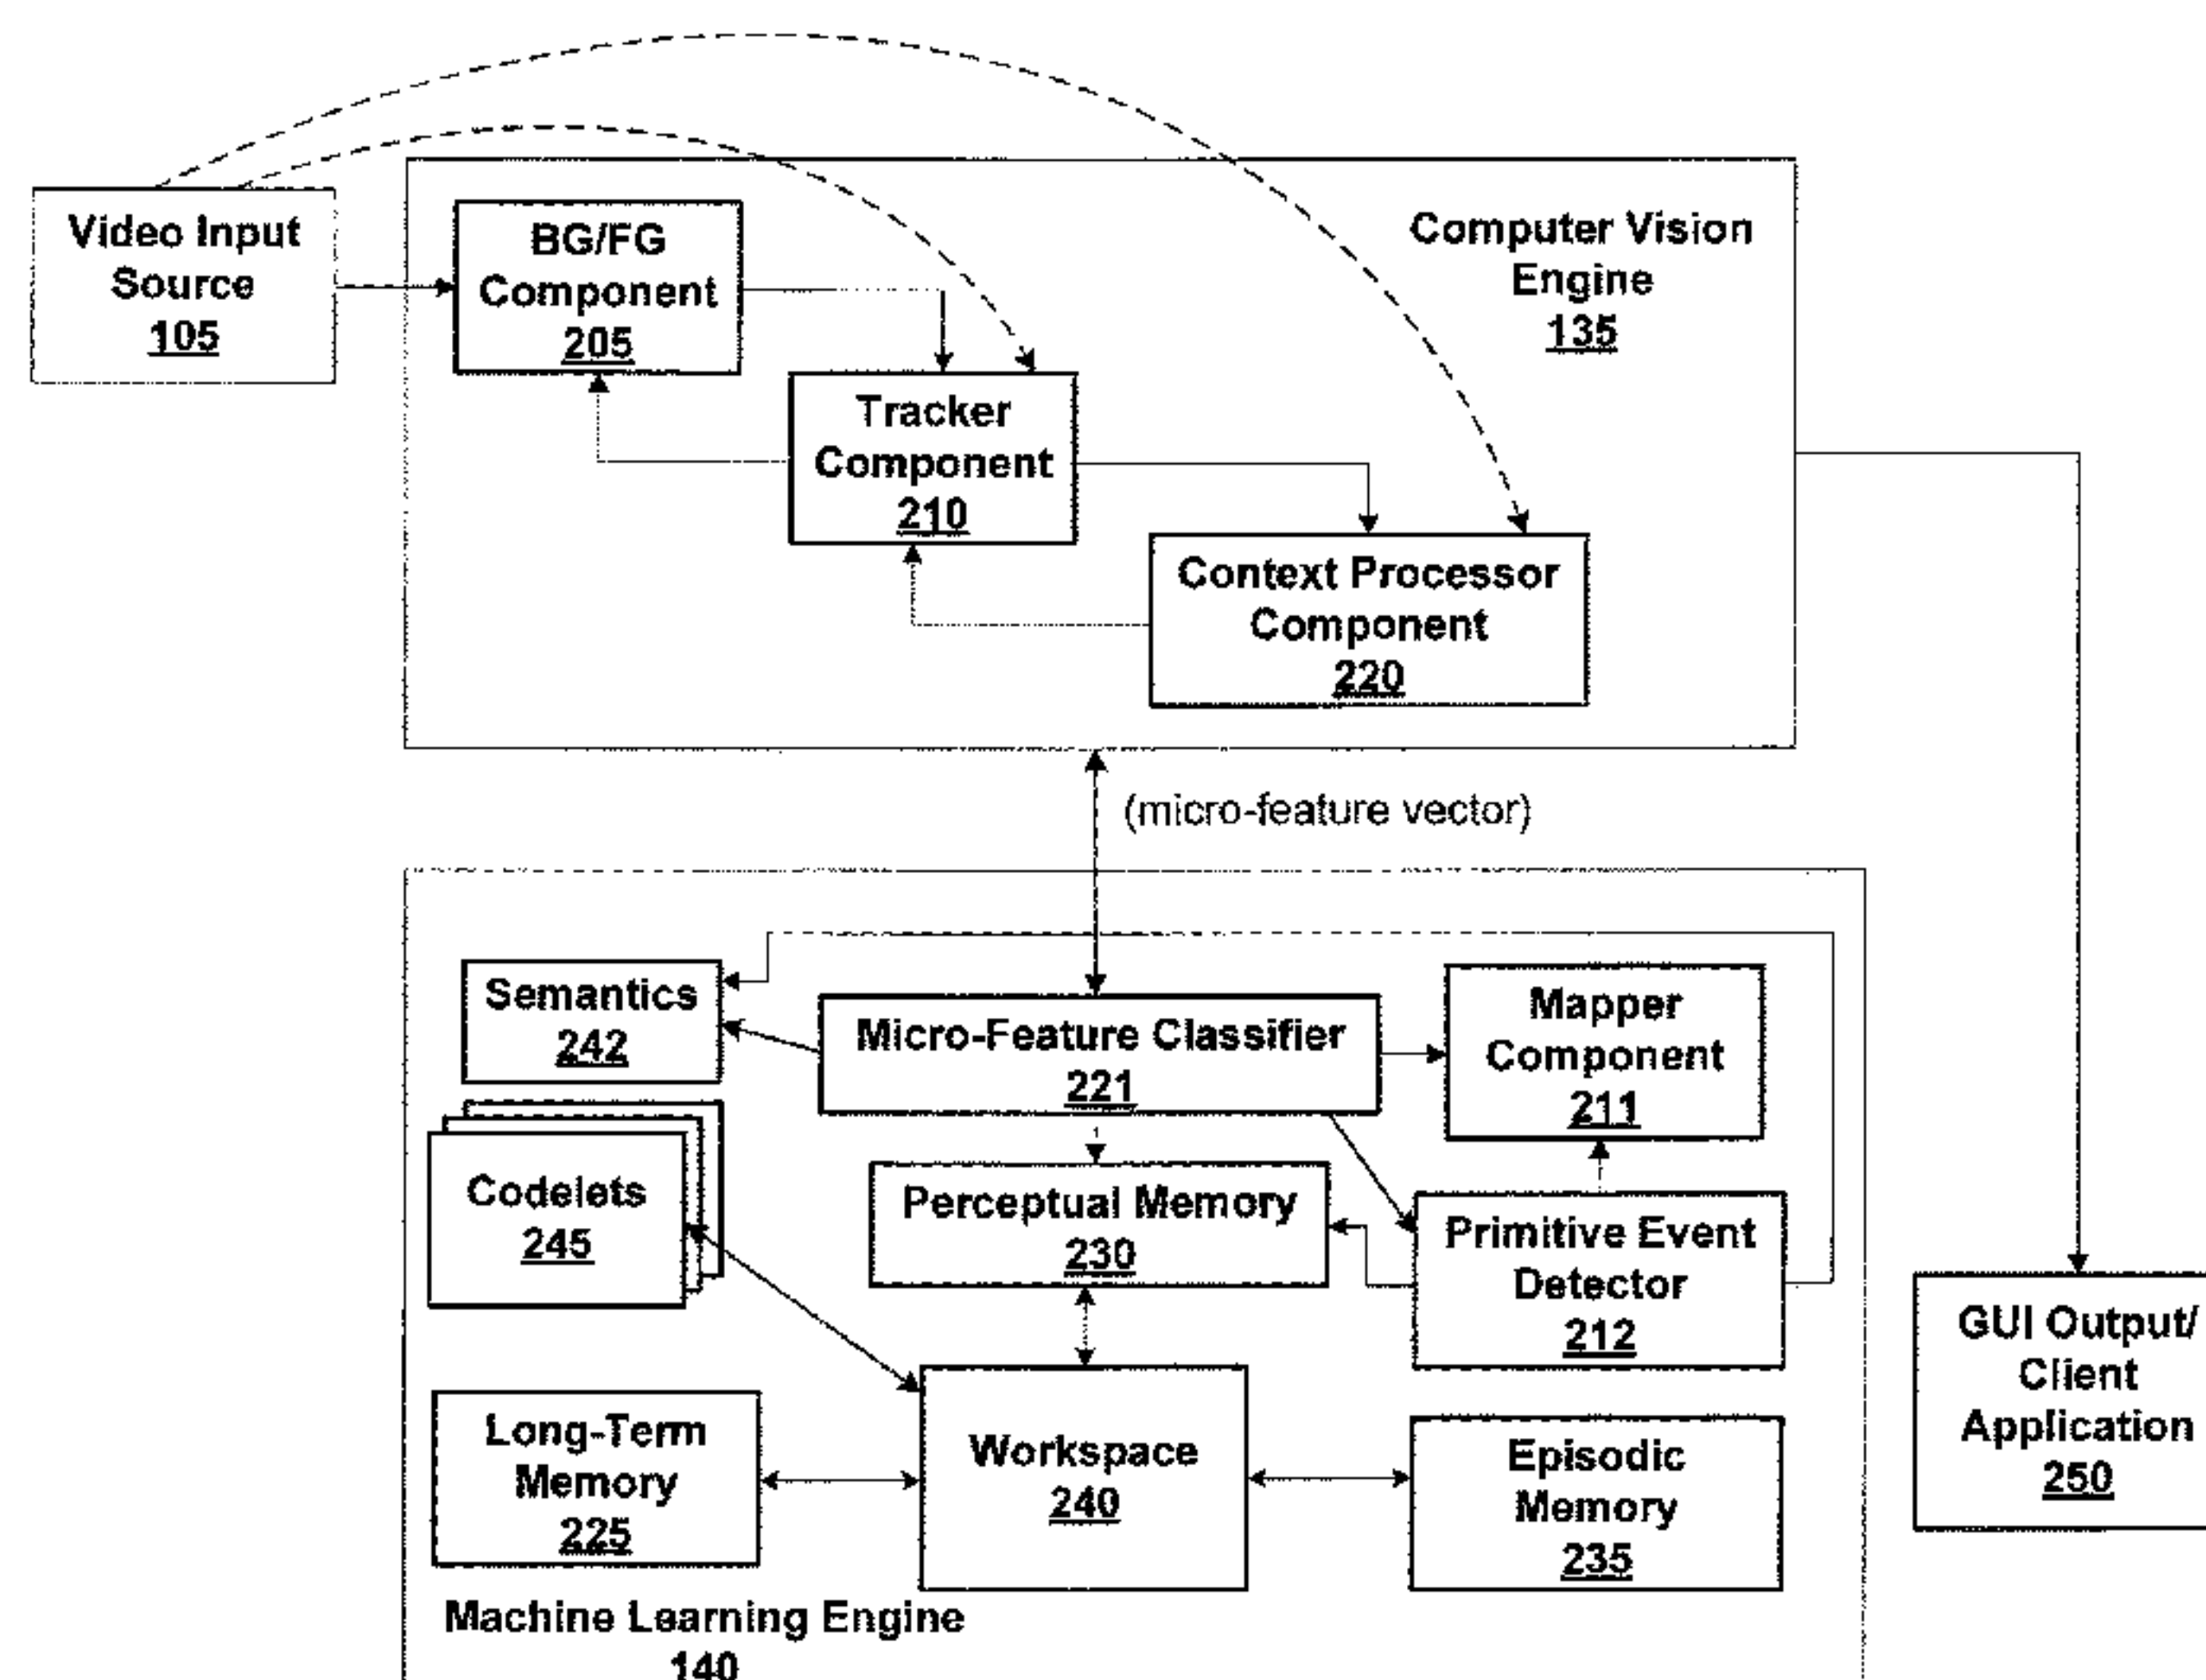 Video Input
Source
105
BG/FG
Component
205
Computer Vision
Engine
135
Tracker
Component
210
Context Processor
Component
220
(micro-feature vector)
Semantics
242
Micro-Feature Classifier
221
Mapper
Component
211
Codelets
245
Perceptual Memory
230
Primitive Event
Detector
212
GUI Output/
Client
Application
250
Long-Term
Memory
225
Workspace
240
Episodic
Memory
235
Machine Learning Engine
140